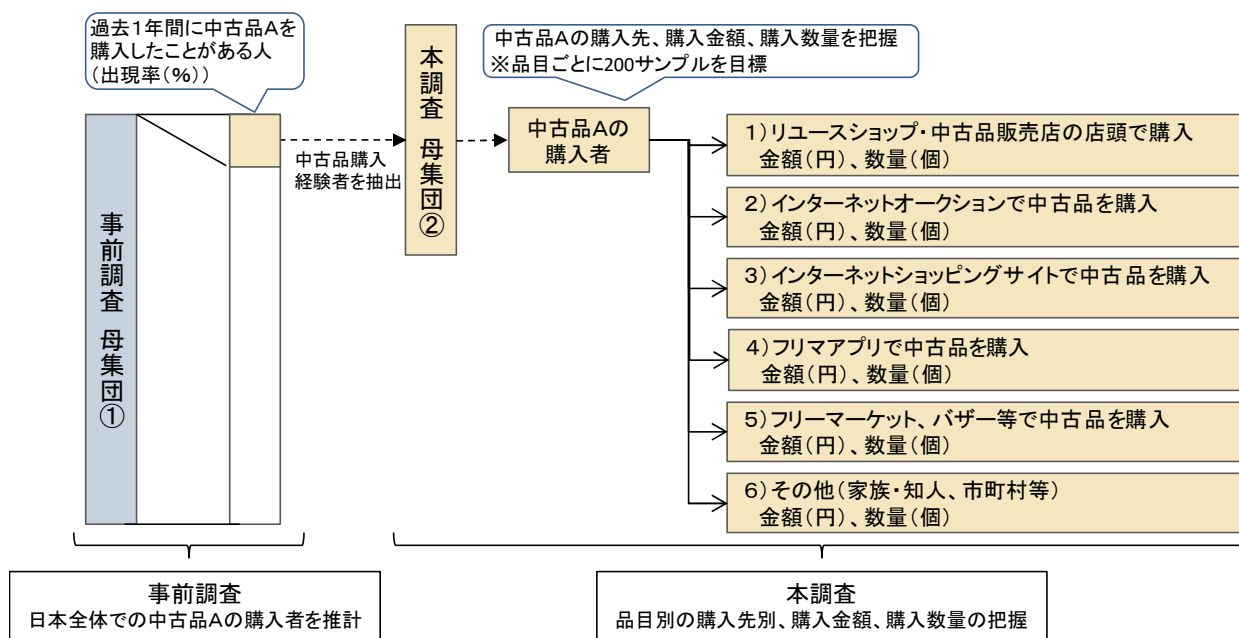 過去１年間に中古品Aを
購入したことがある人
（出現率（％））
中古品Aの購入先、購入金額、購入数量を把握
※品目ごとに200サンプルを目標
事前調査 母集団①
中古品購入
経験者を抽出
本調査 母集団②
中古品Aの
購入者
１）リユースショップ・中古品販売店の店頭で購入
金額（円）、数量（個）
２）インターネットオークションで中古品を購入
金額（円）、数量（個）
３）インターネットショッピングサイトで中古品を購入
金額（円）、数量（個）
４）フリマアプリで中古品を購入
金額（円）、数量（個）
５）フリーマーケット、バザー等で中古品を購入
金額（円）、数量（個）
６）その他（家族・知人、市町村等）
金額（円）、数量（個）
事前調査
日本全体での中古品Aの購入者を推計
本調査
品目別の購入先別、購入金額、購入数量の把握